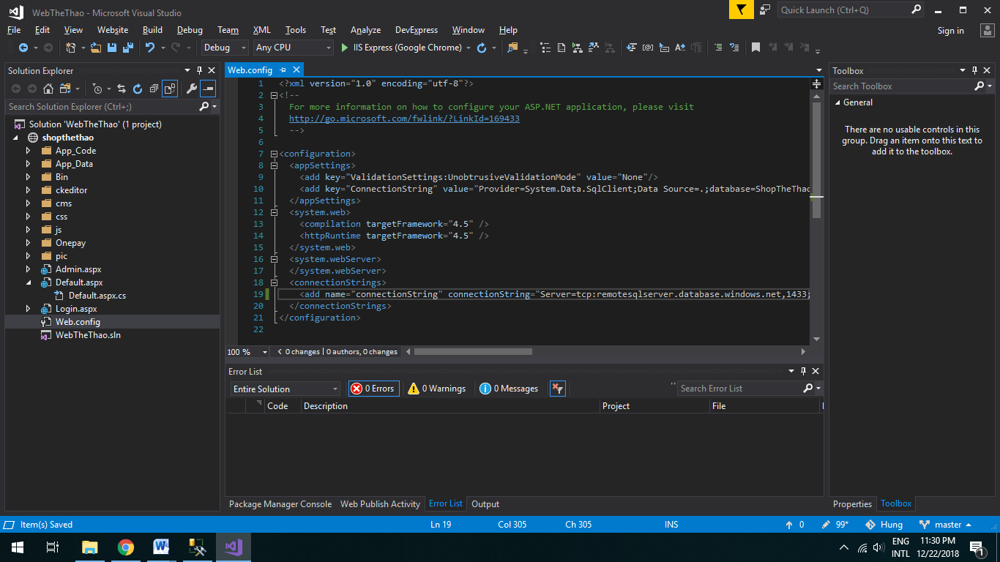 WebTheThao - Microsoft Visual Studio
Quick Launch (Ctrl+Q)
File Edit View Website Build Debug Team XML Tools Test Analyze DevExpress Window Help
Sign in
Debug Any CPU IIS Express (Google Chrome)
Solution Explorer
Search Solution Explorer (Ctrl+;)
Solution 'WebTheThao' (1 project)
shopthethao
App_Code
App_Data
Bin
ckeditor
cms
css
js
Onepay
pic
Admin.aspx
Default.aspx
Default.aspx.cs
Login.aspx
Web.config
WebTheThao.sln
Web.config
1 <?xml version="1.0" encoding="utf-8"?>
2 <!--
3 For more information on how to configure your ASP.NET application, please visit
4 http://go.microsoft.com/fwlink/?LinkId=169433
5 -->
6
7 <configuration>
8 <appSettings>
9 <add key="ValidationSettings:UnobtrusiveValidationMode" value="None"/>
10 <add key="ConnectionString" value="Provider=System.Data.SqlClient;Data Source=.;database=ShopTheThao
11 </appSettings>
12 <system.web>
13 <compilation targetFramework="4.5" />
14 <httpRuntime targetFramework="4.5" />
15 </system.web>
16 <system.webServer>
17 </system.webServer>
18 <connectionStrings>
19 <add name="connectionString" connectionString="Server=tcp:remotesqlserver.database.windows.net,1433;
20 </connectionStrings>
21 </configuration>
22
100 % 0 changes | 0 authors, 0 changes
Error List
Entire Solution 0 Errors 0 Warnings 0 Messages Search Error List
Code Description Project File
Package Manager Console Web Publish Activity Error List Output
Toolbox
Search Toolbox
General
There are no usable controls in this
group. Drag an item onto this text to
add it to the toolbox.
Properties Toolbox
Item(s) Saved Ln 19 Col 305 Ch 305 INS 0 99* Hung master
ENG
INTL
11:30 PM
12/22/2018
1